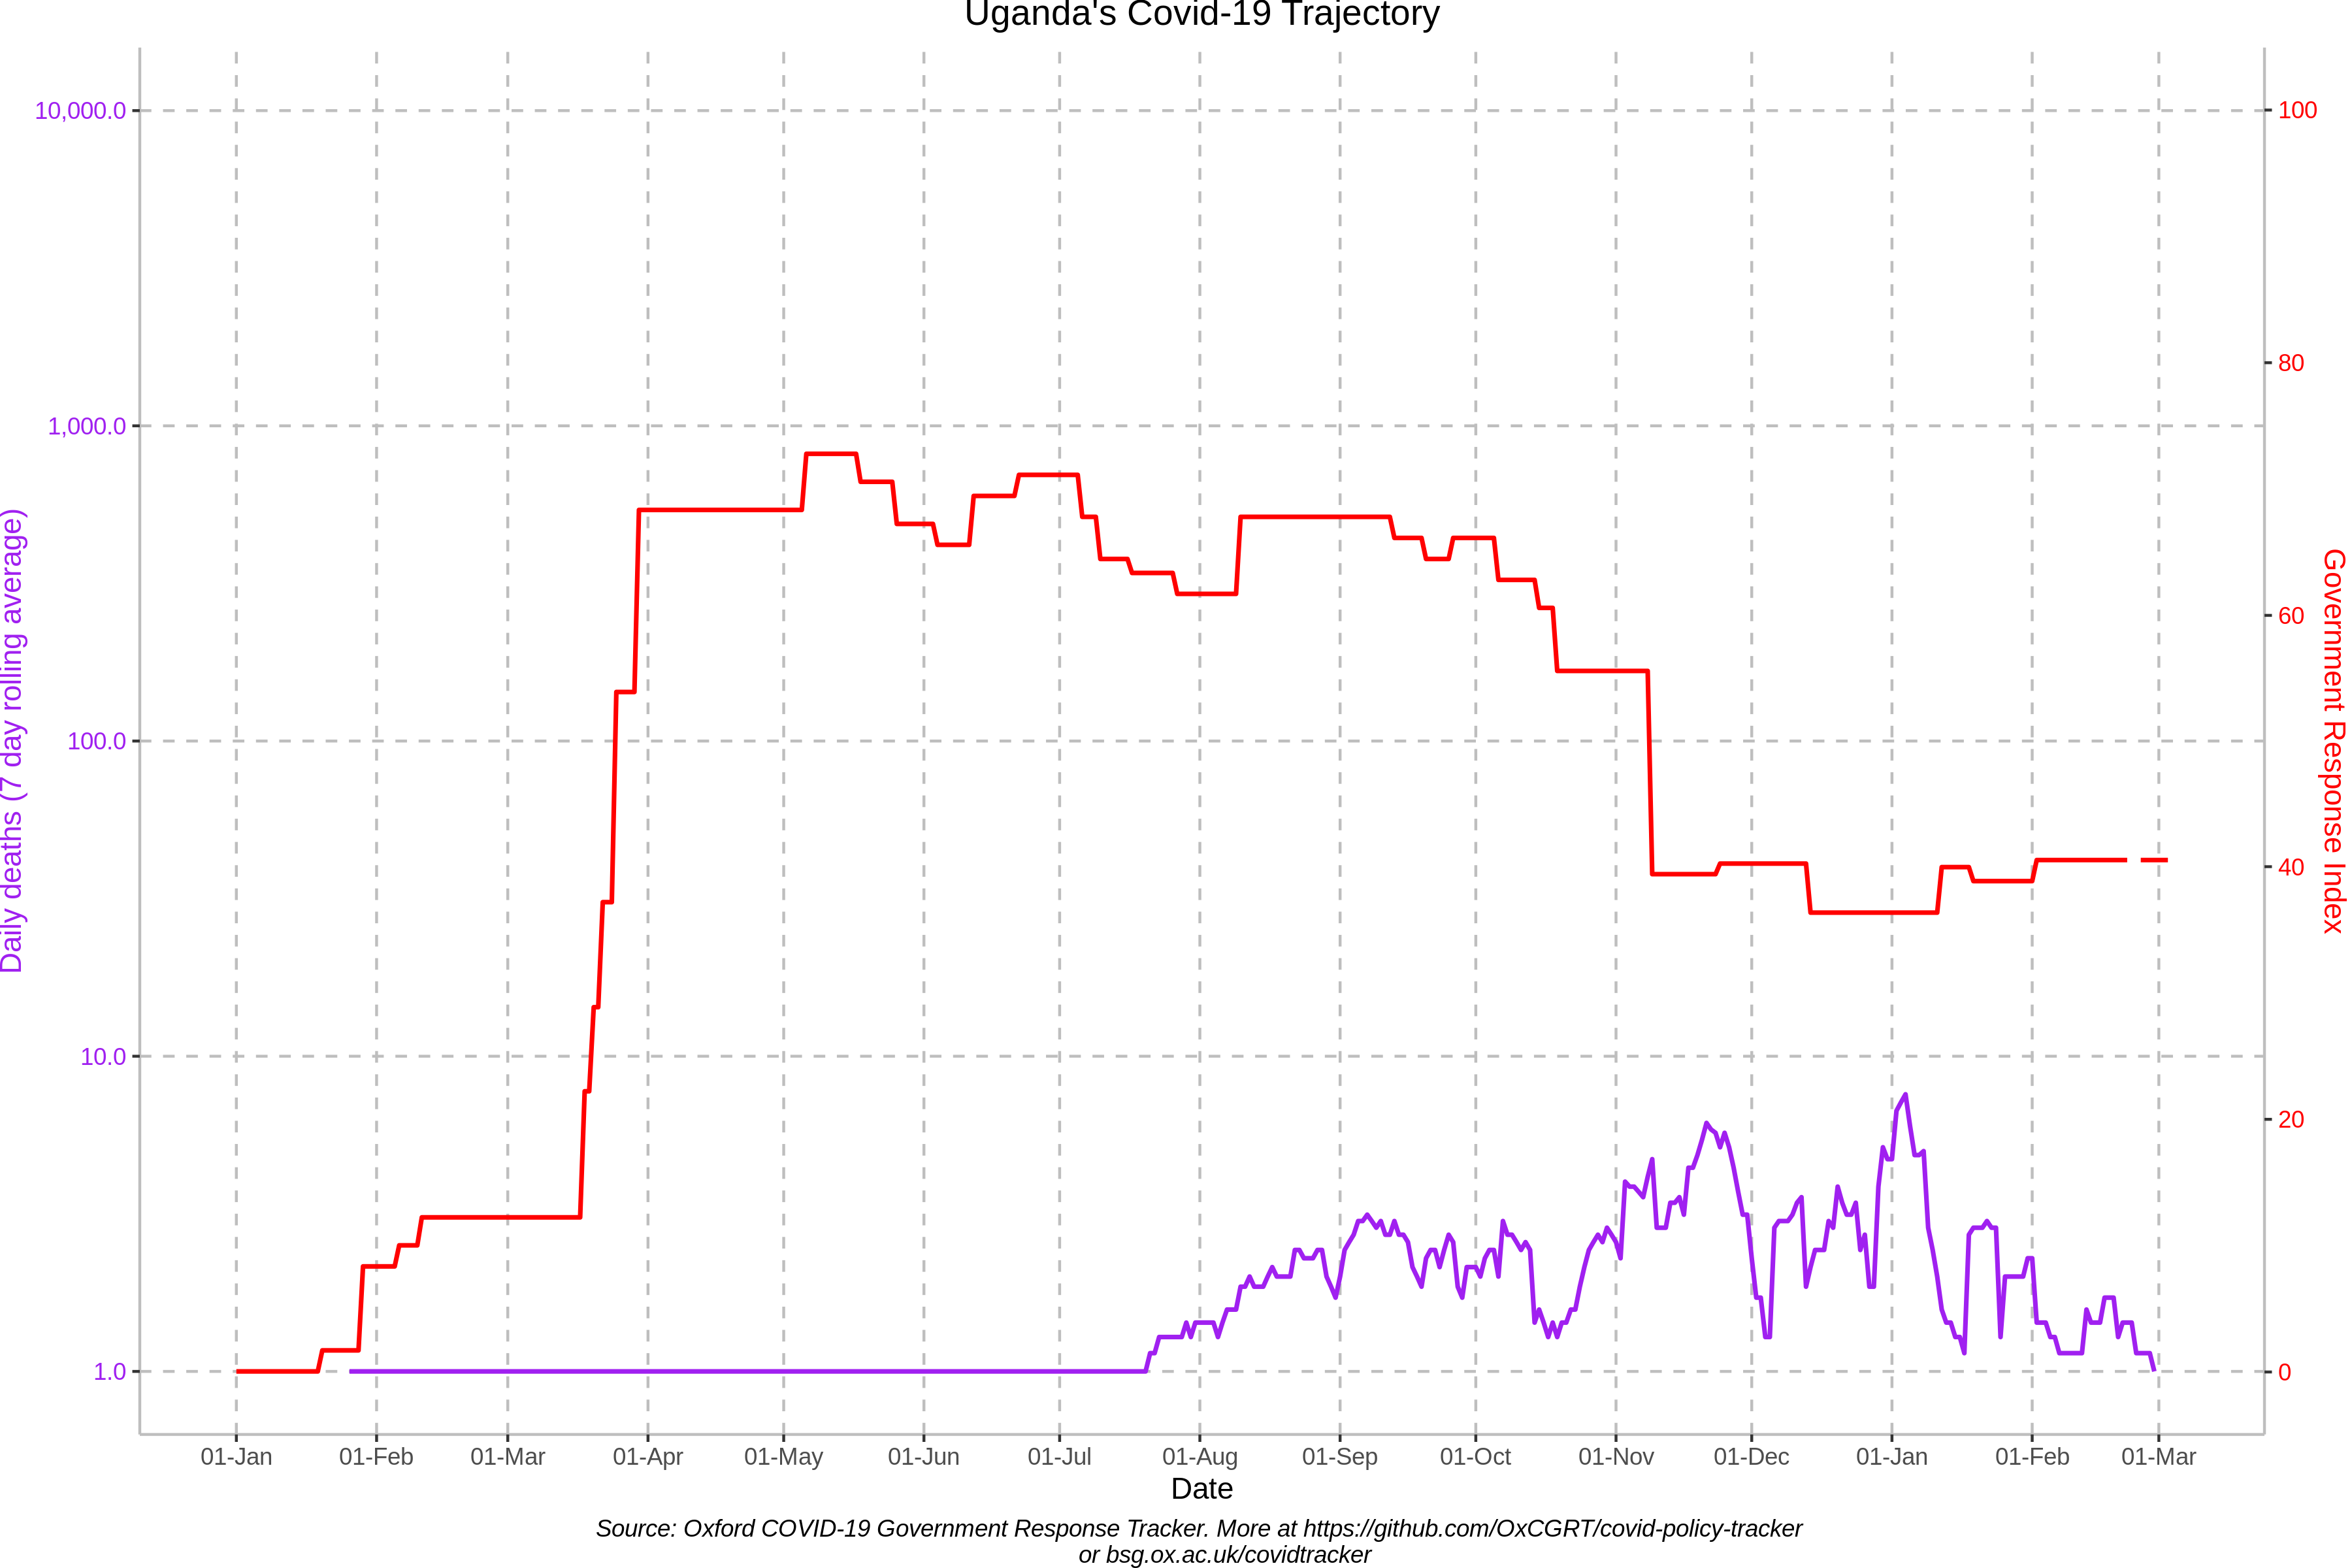 Uganda's Covid-19 Trajectory
10,000.0
1,000.0
100.0
10.0
1.0
Daily deaths (7 day rolling average)
100
80
60
40
20
0
Government Response Index
01-Jan 01-Feb 01-Mar 01-Apr 01-May 01-Jun 01-Jul 01-Aug 01-Sep 01-Oct 01-Nov 01-Dec 01-Jan 01-Feb 01-Mar
Date
Source: Oxford COVID-19 Government Response Tracker. More at https://github.com/OxCGRT/covid-policy-tracker
or bsg.ox.ac.uk/covidtracker